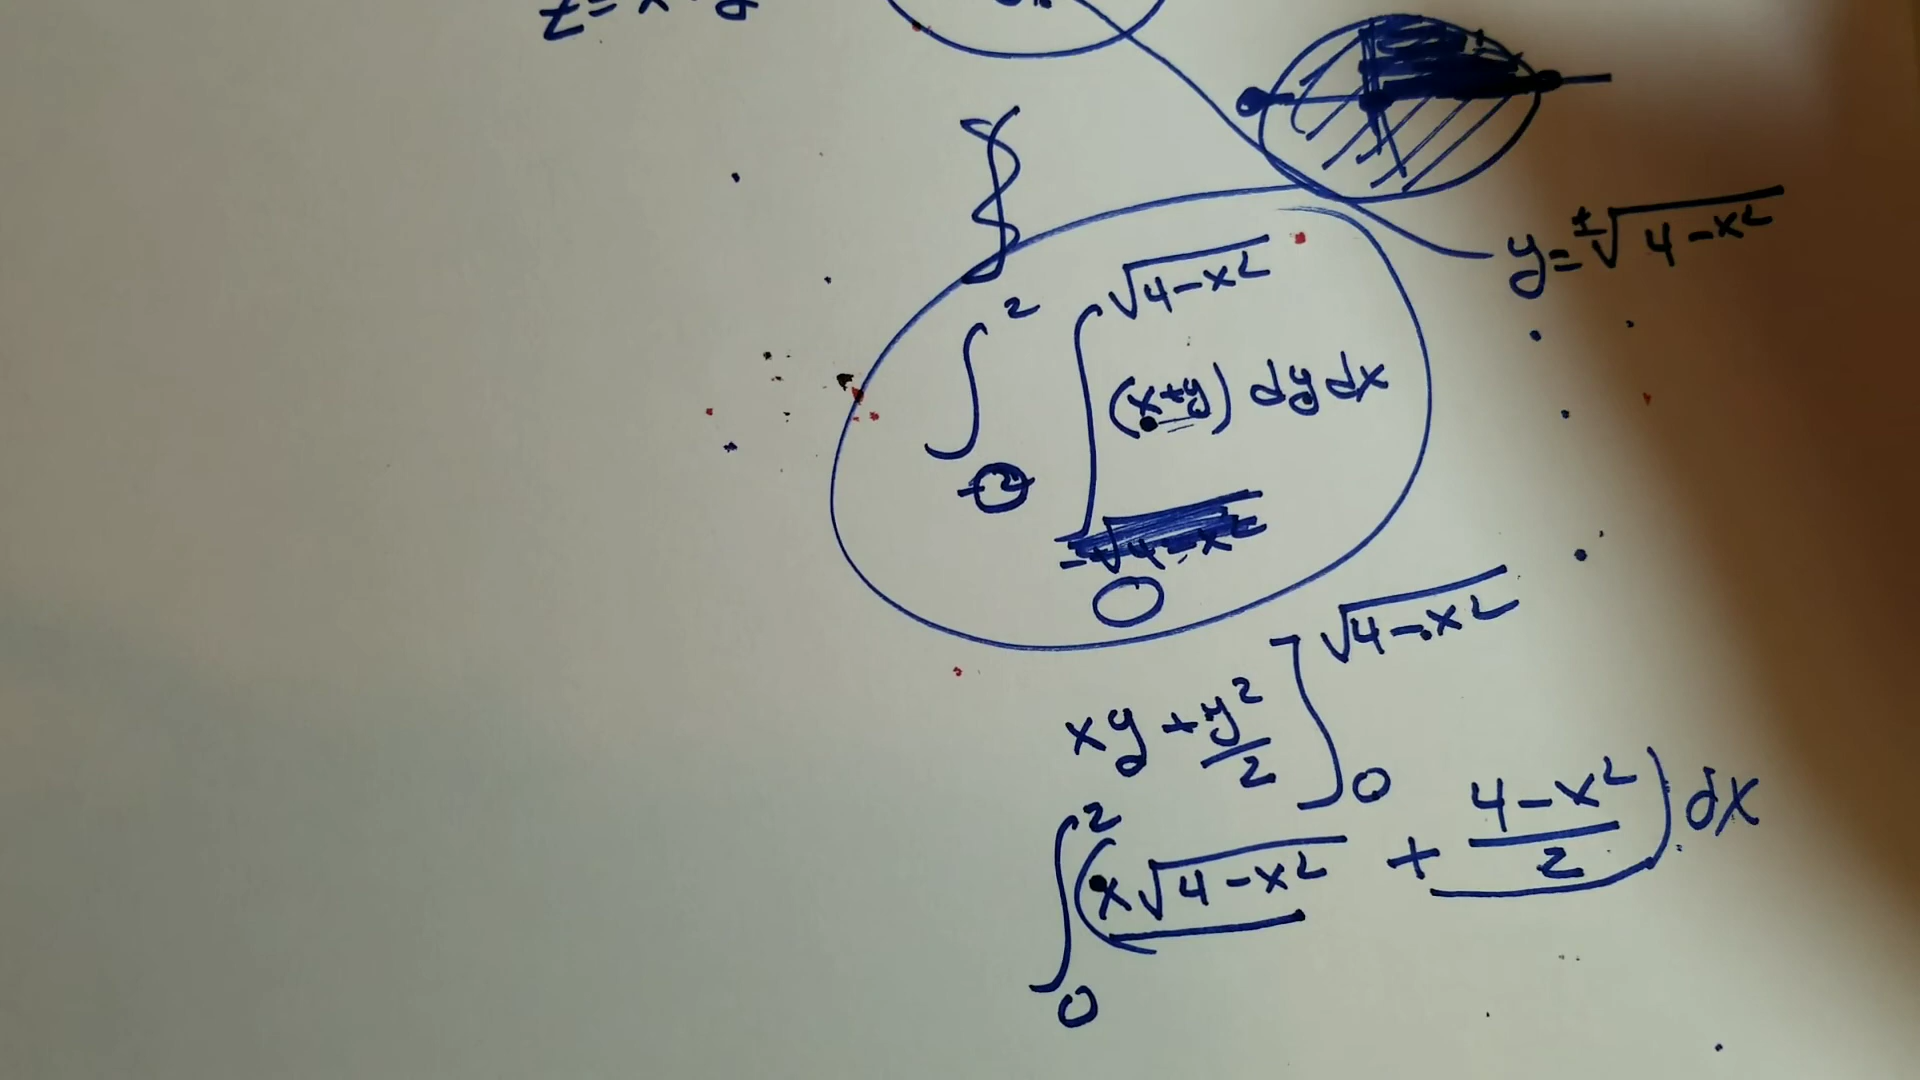 y=±√4-x²
∫₀² ∫₀^√4-x² (x+y) dy dx
xy + y²/2 ]₀^√4-x²
∫₀² (x√4-x² + 4-x²/2) dx